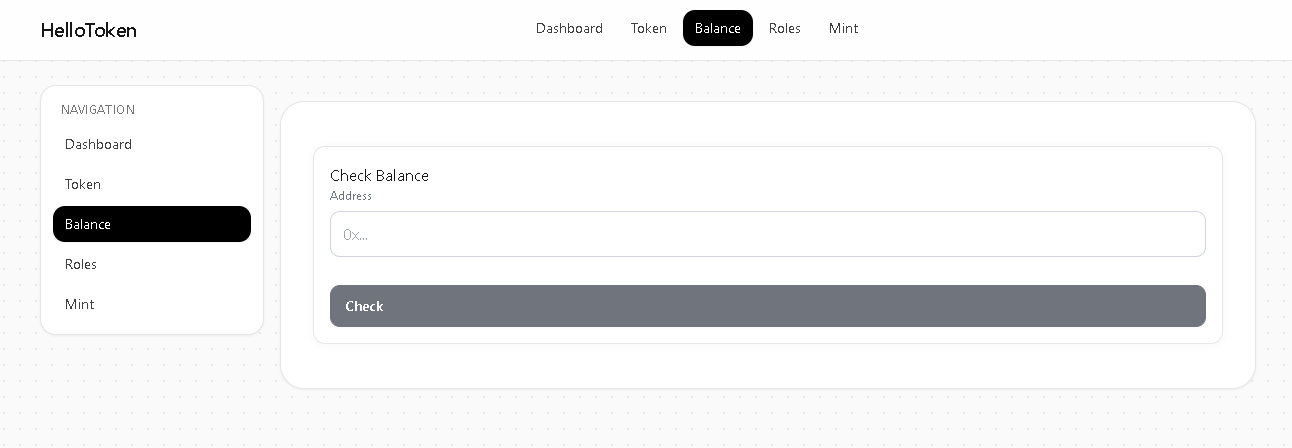 HelloToken
Dashboard Token Balance Roles Mint
NAVIGATION
Dashboard
Token
Balance
Roles
Mint
Check Balance
Address
0x...
Check